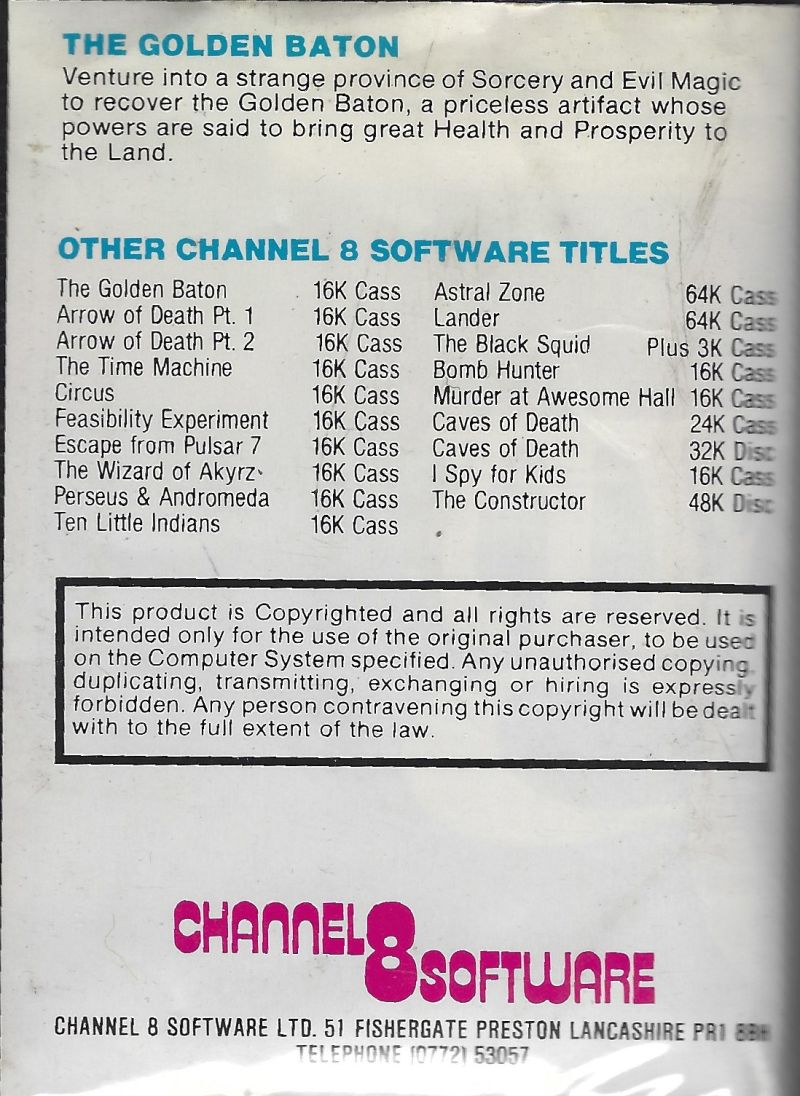 THE GOLDEN BATON
Venture into a strange province of Sorcery and Evil Magic
to recover the Golden Baton, a priceless artifact whose
powers are said to bring great Health and Prosperity to
the Land.
OTHER CHANNEL 8 SOFTWARE TITLES
The Golden Baton 16K Cass Astral Zone 64K Cass
Arrow of Death Pt. 1 16K Cass Lander 64K Cass
Arrow of Death Pt. 2 16K Cass The Black Squid Plus 3K Cass
The Time Machine 16K Cass Bomb Hunter 16K Cass
Circus 16K Cass Murder at Awesome Hall 16K Cass
Feasibility Experiment 16K Cass Caves of Death 24K Cass
Escape from Pulsar 7 16K Cass Caves of Death 32K Disc
The Wizard of Akyrz 16K Cass I Spy for Kids 16K Cass
Perseus & Andromeda 16K Cass The Constructor 48K Disc
Ten Little Indians 16K Cass
This product is Copyrighted and all rights are reserved. It is
intended only for the use of the original purchaser, to be used
on the Computer System specified. Any unauthorised copying,
duplicating, transmitting, exchanging or hiring is expressly
forbidden. Any person contravening this copyright will be dealt
with to the full extent of the law.
CHANNEL 8 SOFTWARE
CHANNEL 8 SOFTWARE LTD. 51 FISHERGATE PRESTON LANCASHIRE PR1
TELEPHONE (0772) 53057